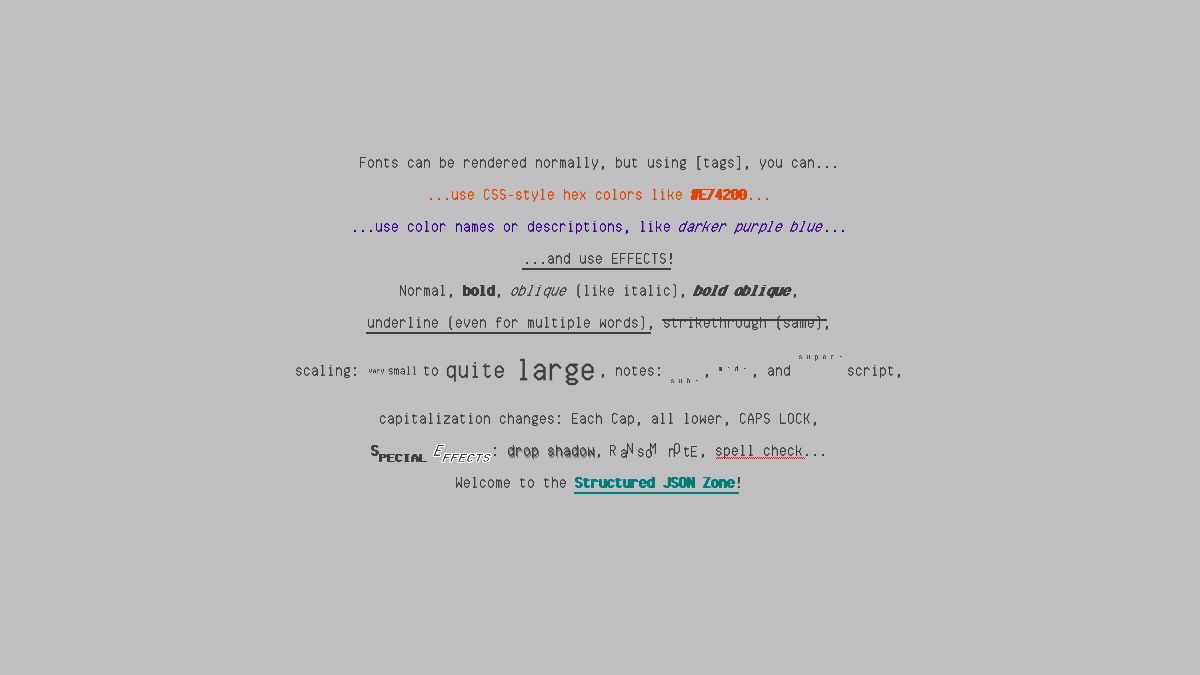 Fonts can be rendered normally, but using [tags], you can...
...use CSS-style hex colors like #E74200...
...use color names or descriptions, like darker purple blue...
...and use EFFECTS!
Normal, bold, oblique (like italic), bold oblique,
underline (even for multiple words), strikethrough (same),
scaling: very small to quite large, notes: sub-, mid-, and super- script,
capitalization changes: Each Cap, all lower, CAPS LOCK,
SPECIAL EFFECTS: drop shadow, RaNsoM nOtE, spell check...
Welcome to the Structured JSON Zone!